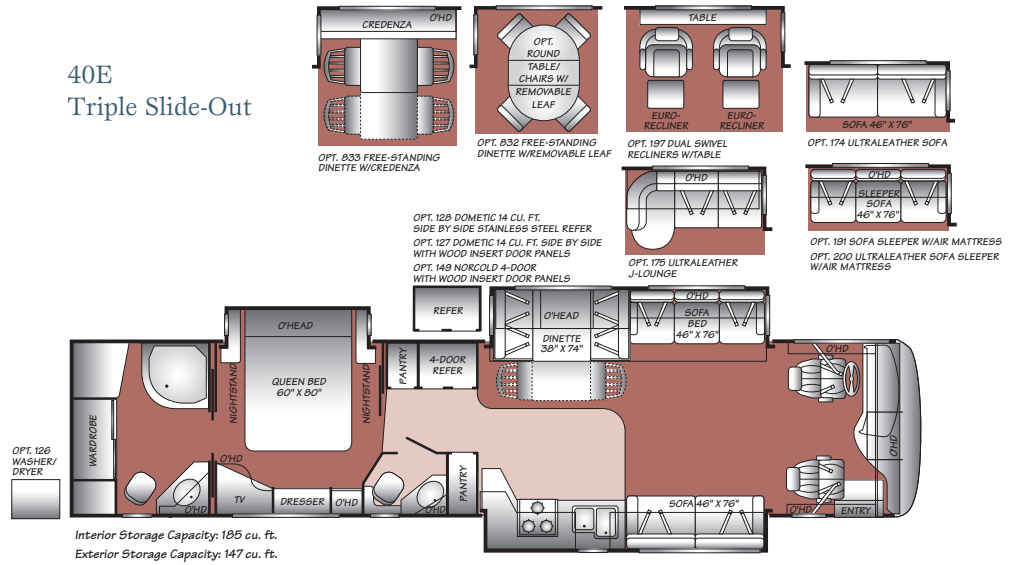 40E
Triple Slide-Out
CREDENZA
O'HD
OPT. 833 FREE-STANDING
DINETTE W/CREDENZA
OPT.
ROUND
TABLE/
CHAIRS W/
REMOVABLE
LEAF
OPT. 832 FREE-STANDING
DINETTE W/REMOVABLE LEAF
TABLE
EURO-
RECLINER
EURO-
RECLINER
OPT. 197 DUAL SWIVEL
RECLINERS W/TABLE
SOFA 46" X 76"
OPT. 174 ULTRALEATHER SOFA
O'HD
OPT. 175 ULTRALEATHER
J-LOUNGE
O'HD
SLEEPER
SOFA
46" X 76"
OPT. 191 SOFA SLEEPER W/AIR MATTRESS
OPT. 200 ULTRALEATHER SOFA SLEEPER
W/AIR MATTRESS
OPT. 128 DOMETIC 14 CU. FT.
SIDE BY SIDE STAINLESS STEEL REFER
OPT. 127 DOMETIC 14 CU. FT. SIDE BY SIDE
WITH WOOD INSERT DOOR PANELS
OPT. 149 NORCOLD 4-DOOR
WITH WOOD INSERT DOOR PANELS
REFER
O'HEAD
QUEEN BED
60" X 80"
NIGHTSTAND
NIGHTSTAND
PANTRY
4-DOOR
REFER
O'HEAD
DINETTE
38" X 74"
O'HD
SOFA
BED
46" X 76"
O'HD
O'HD
WARDROBE
OPT. 126
WASHER/
DRYER
O'HD
O'HD
TV
DRESSER
O'HD
O'HD
PANTRY
SOFA 46" X 76"
O'HD
ENTRY
Interior Storage Capacity: 185 cu. ft.
Exterior Storage Capacity: 147 cu. ft.